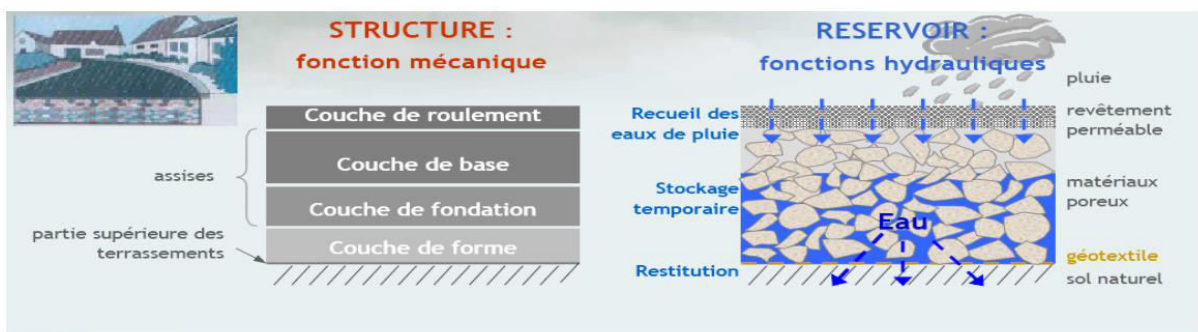 STRUCTURE :
fonction mécanique
Couche de roulement
Couche de base
Couche de fondation
Couche de forme
assises
partie supérieure des
terrassements
RESERVOIR :
fonctions hydrauliques
pluie
Recueil des
eaux de pluie
revêtement
perméable
Stockage
temporaire
matériaux
poreux
Eau
Restitution
géotextile
sol naturel